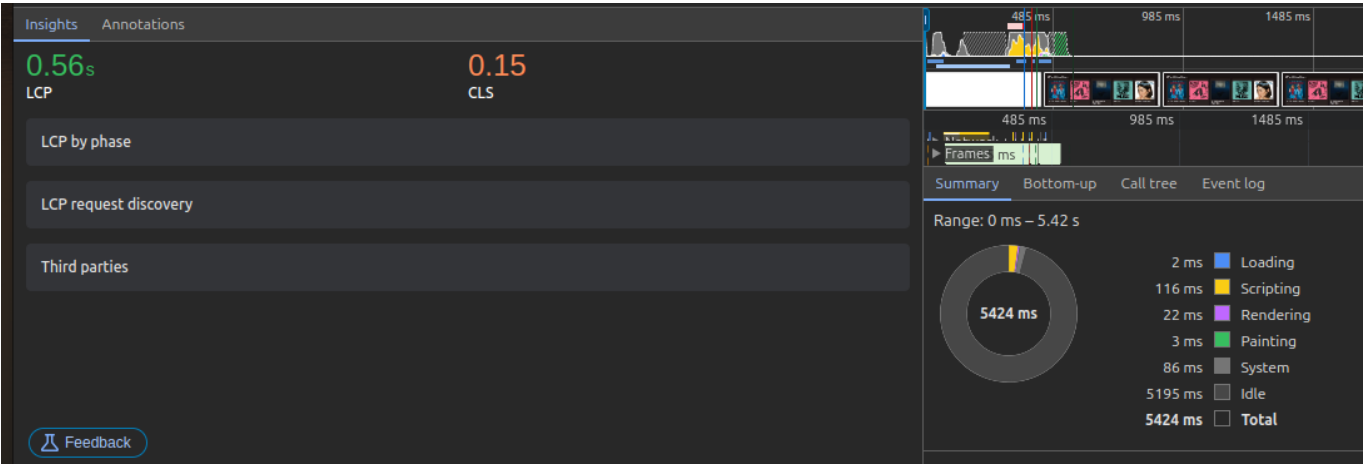 Insights Annotations
0.56s
LCP
0.15
CLS
LCP by phase
LCP request discovery
Third parties
Feedback
485 ms 985 ms 1485 ms
485 ms 985 ms 1485 ms
Frames ms
Summary Bottom-up Call tree Event log
Range: 0 ms – 5.42 s
5424 ms
2 ms Loading
116 ms Scripting
22 ms Rendering
3 ms Painting
86 ms System
5195 ms Idle
5424 ms Total